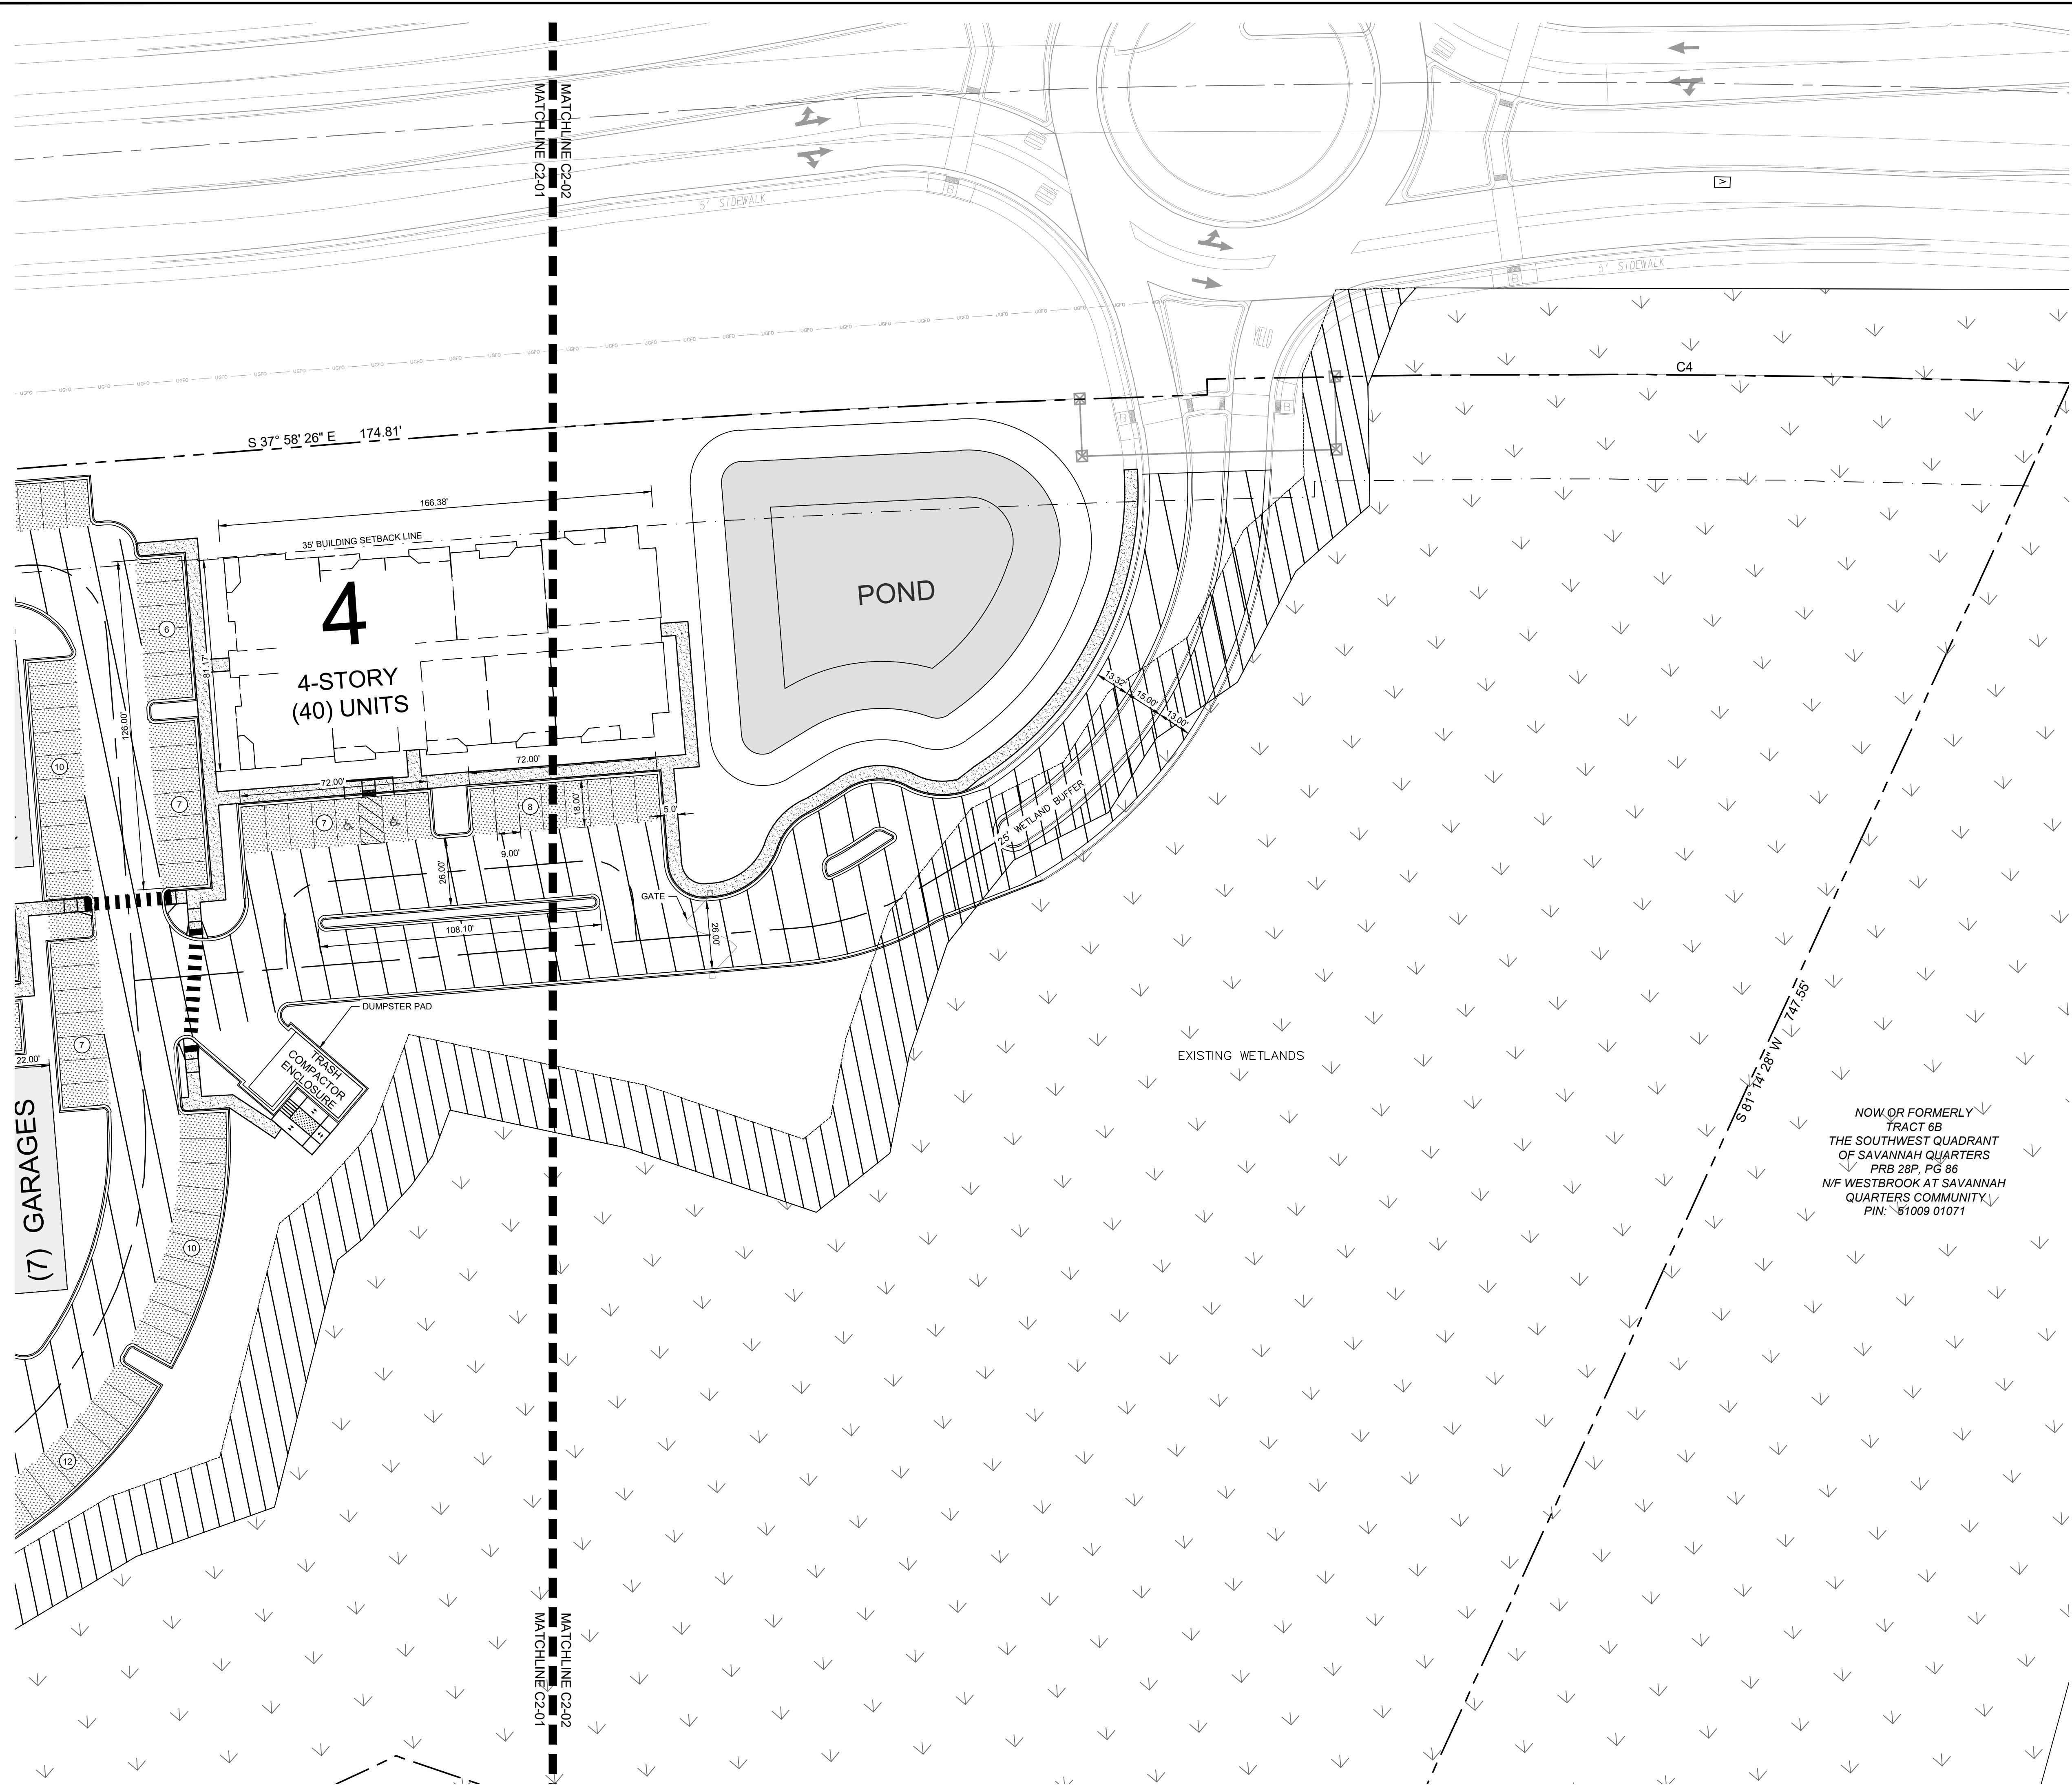 MATCHLINE C2-01
MATCHLINE C2-02
5' SIDEWALK
5' SIDEWALK
YIELD
C4
S 37° 58' 26" E 174.81'
166.38'
35' BUILDING SETBACK LINE
4
4-STORY
(40) UNITS
POND
6
81.17'
126.00'
10
7
72.00'
72.00'
7
8
18.00'
5.0'
9.00'
26.00'
13.32'
15.00'
13.00'
25' WETLAND BUFFER
GATE
26.00'
108.10'
DUMPSTER PAD
TRASH
COMPACTOR
ENCLOSURE
7
22.00'
(7) GARAGES
10
12
EXISTING WETLANDS
S 81° 14' 28" W 747.55'
NOW OR FORMERLY
TRACT 6B
THE SOUTHWEST QUADRANT
OF SAVANNAH QUARTERS
PRB 28P, PG 86
N/F WESTBROOK AT SAVANNAH
QUARTERS COMMUNITY
PIN: 51009 01071
MATCHLINE C2-01
MATCHLINE C2-02